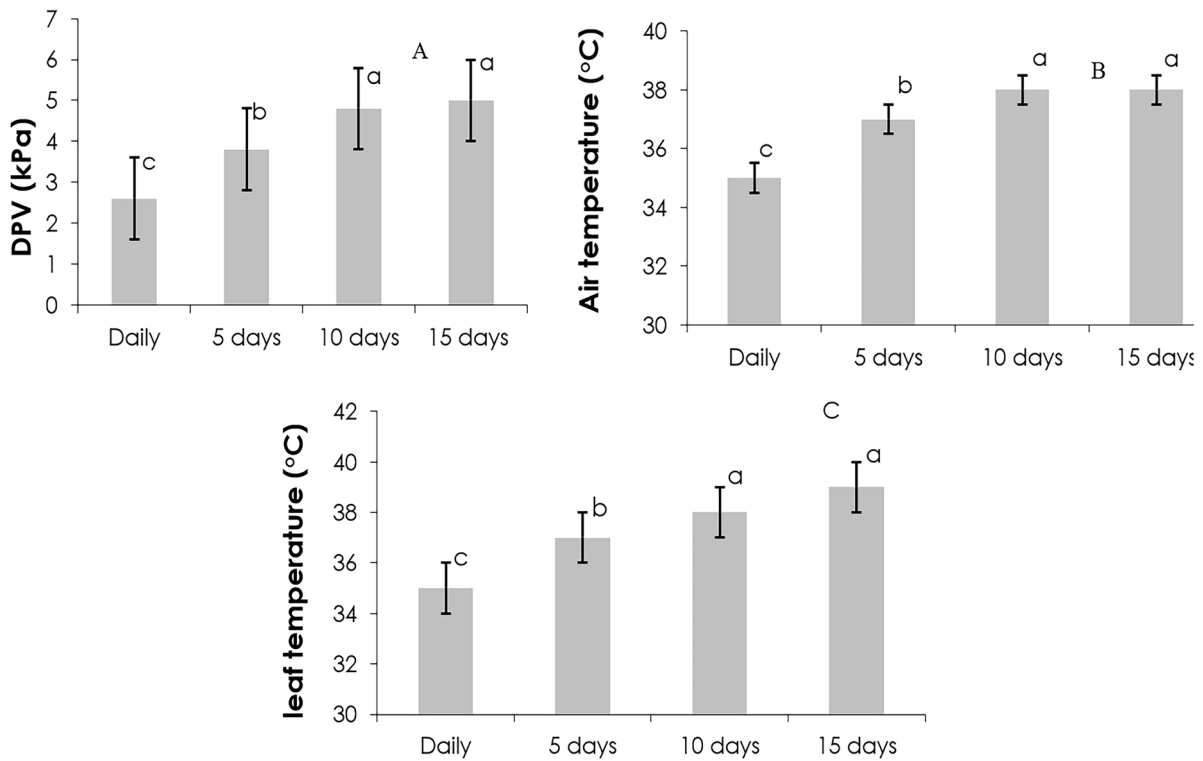 DPV (kPa)
7
6
5
4
3
2
1
0
A
c
b
a
a
Daily 5 days 10 days 15 days
Air temperature (°C)
40
38
36
34
32
30
B
c
b
a
a
Daily 5 days 10 days 15 days
leaf temperature (°C)
42
40
38
36
34
32
30
C
c
b
a
a
Daily 5 days 10 days 15 days